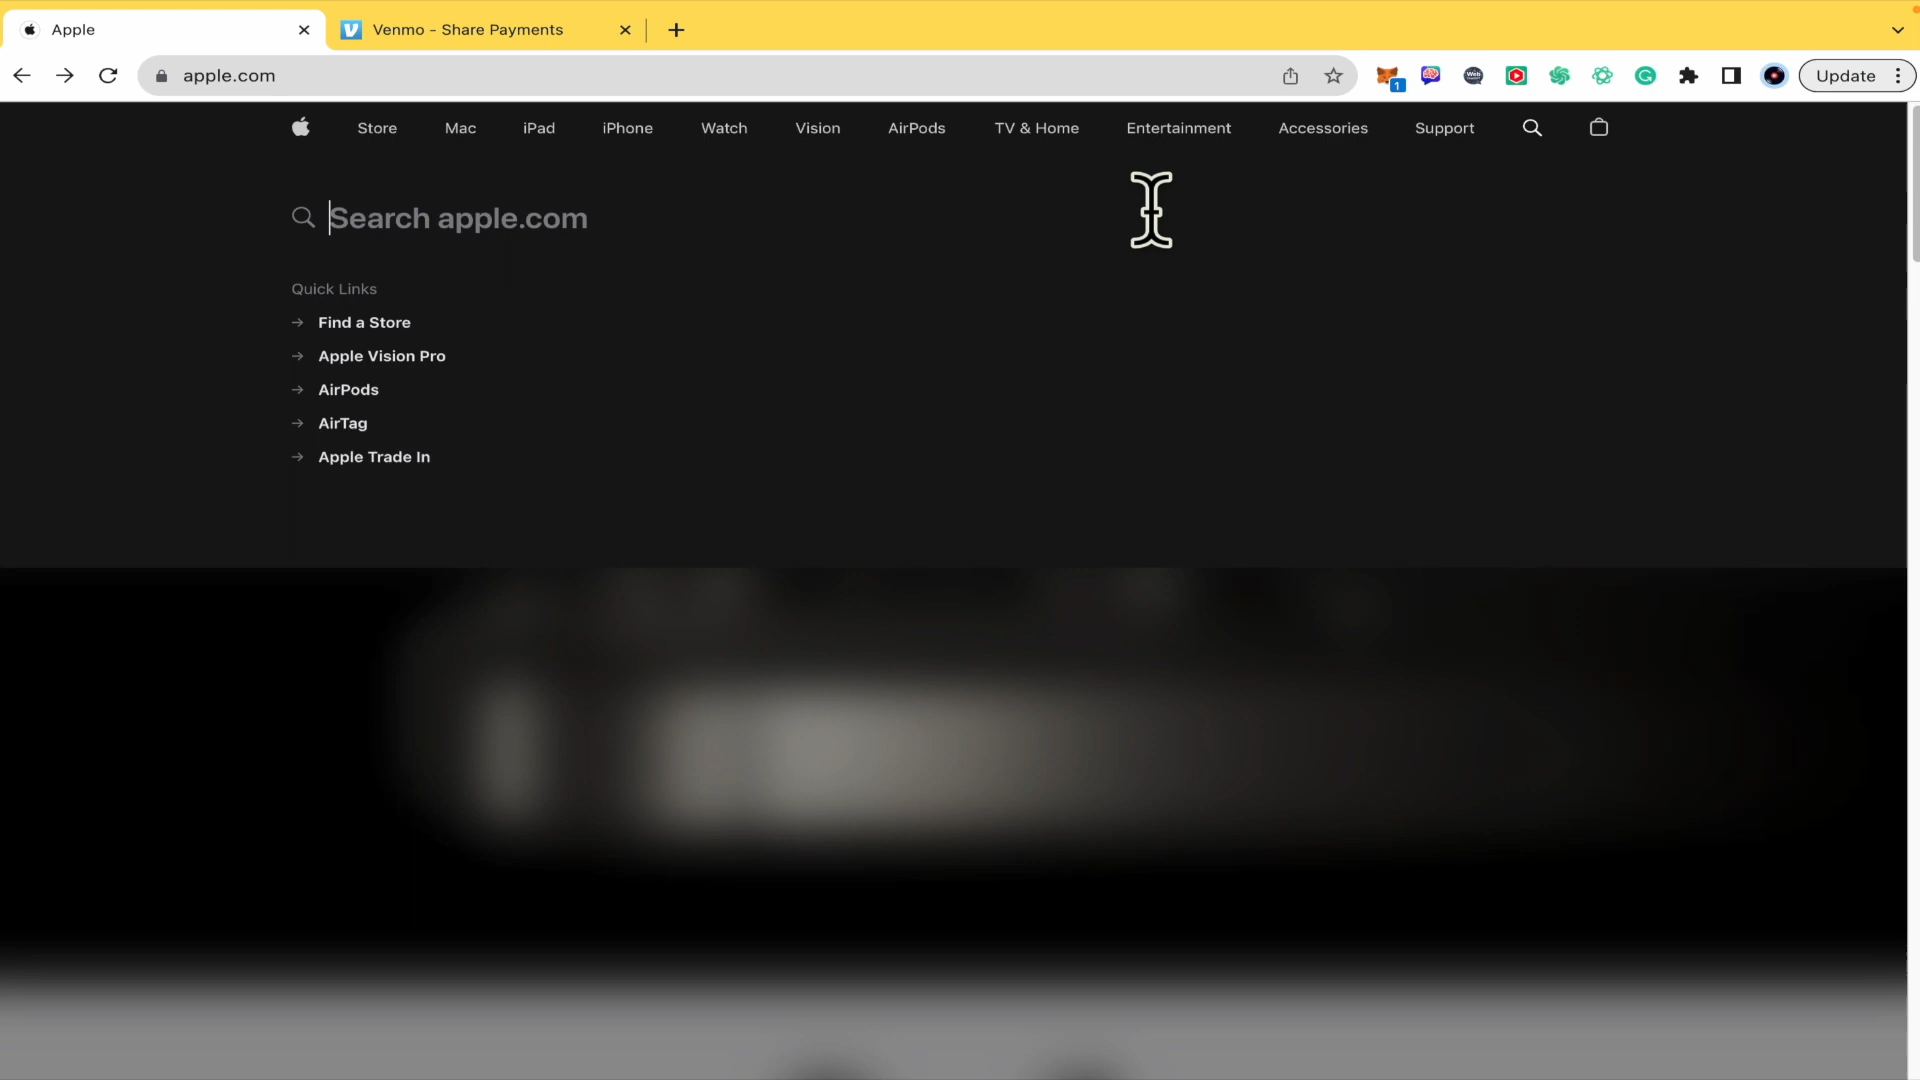 Apple
Venmo - Share Payments
apple.com
1
Update
Store Mac iPad iPhone Watch Vision AirPods TV & Home Entertainment Accessories Support
Search apple.com
Quick Links
Find a Store
Apple Vision Pro
AirPods
AirTag
Apple Trade In